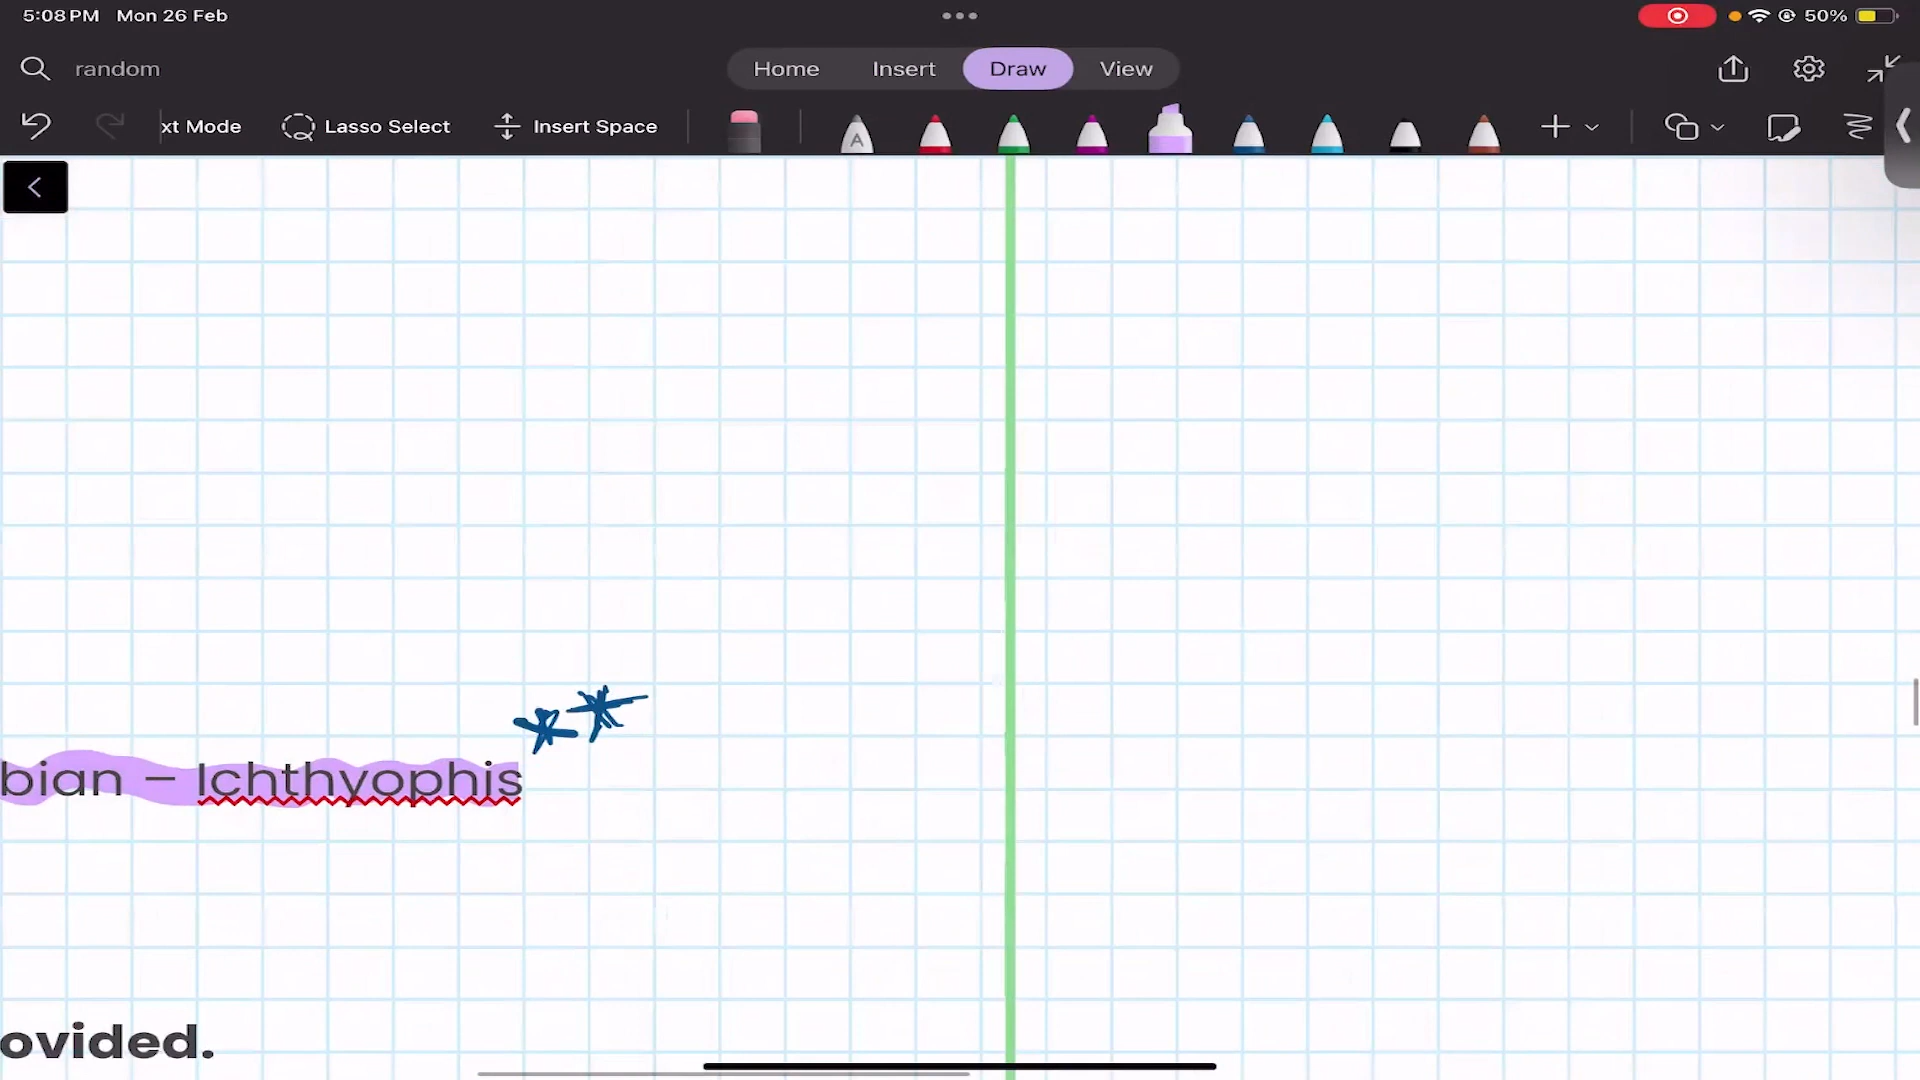 5:08 PM Mon 26 Feb
50%
random
Home Insert Draw View
xt Mode Lasso Select Insert Space
A
bian – Ichthyophis
ovided.